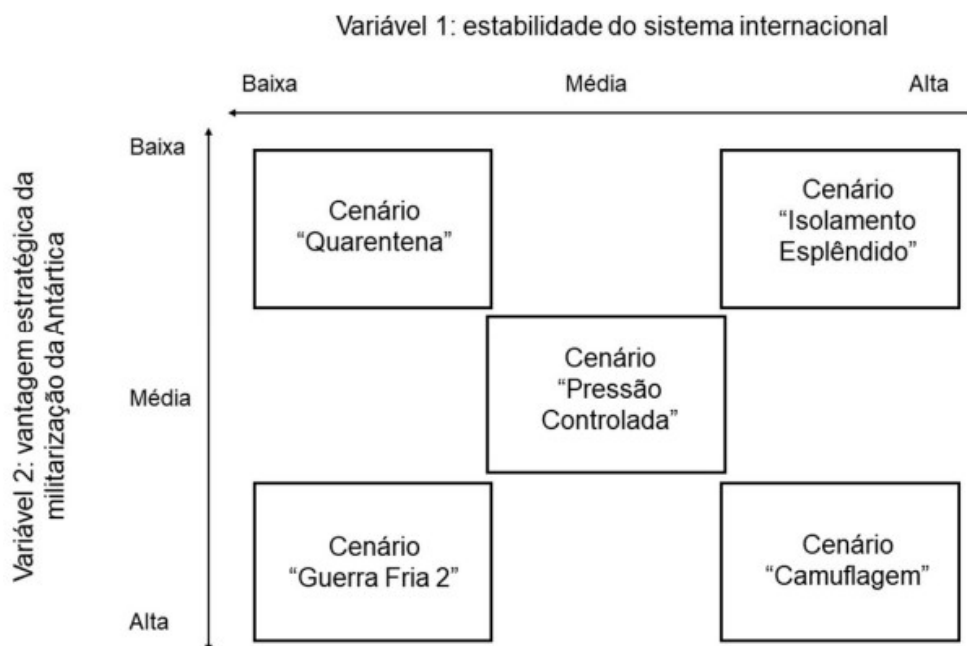 Variável 1: estabilidade do sistema internacional
Baixa
Média
Alta
Variável 2: vantagem estratégica da
militarização da Antártica
Baixa
Média
Alta
Cenário
“Quarentena”
Cenário
“Isolamento
Esplêndido”
Cenário
“Pressão
Controlada”
Cenário
“Guerra Fria 2”
Cenário
“Camuflagem”